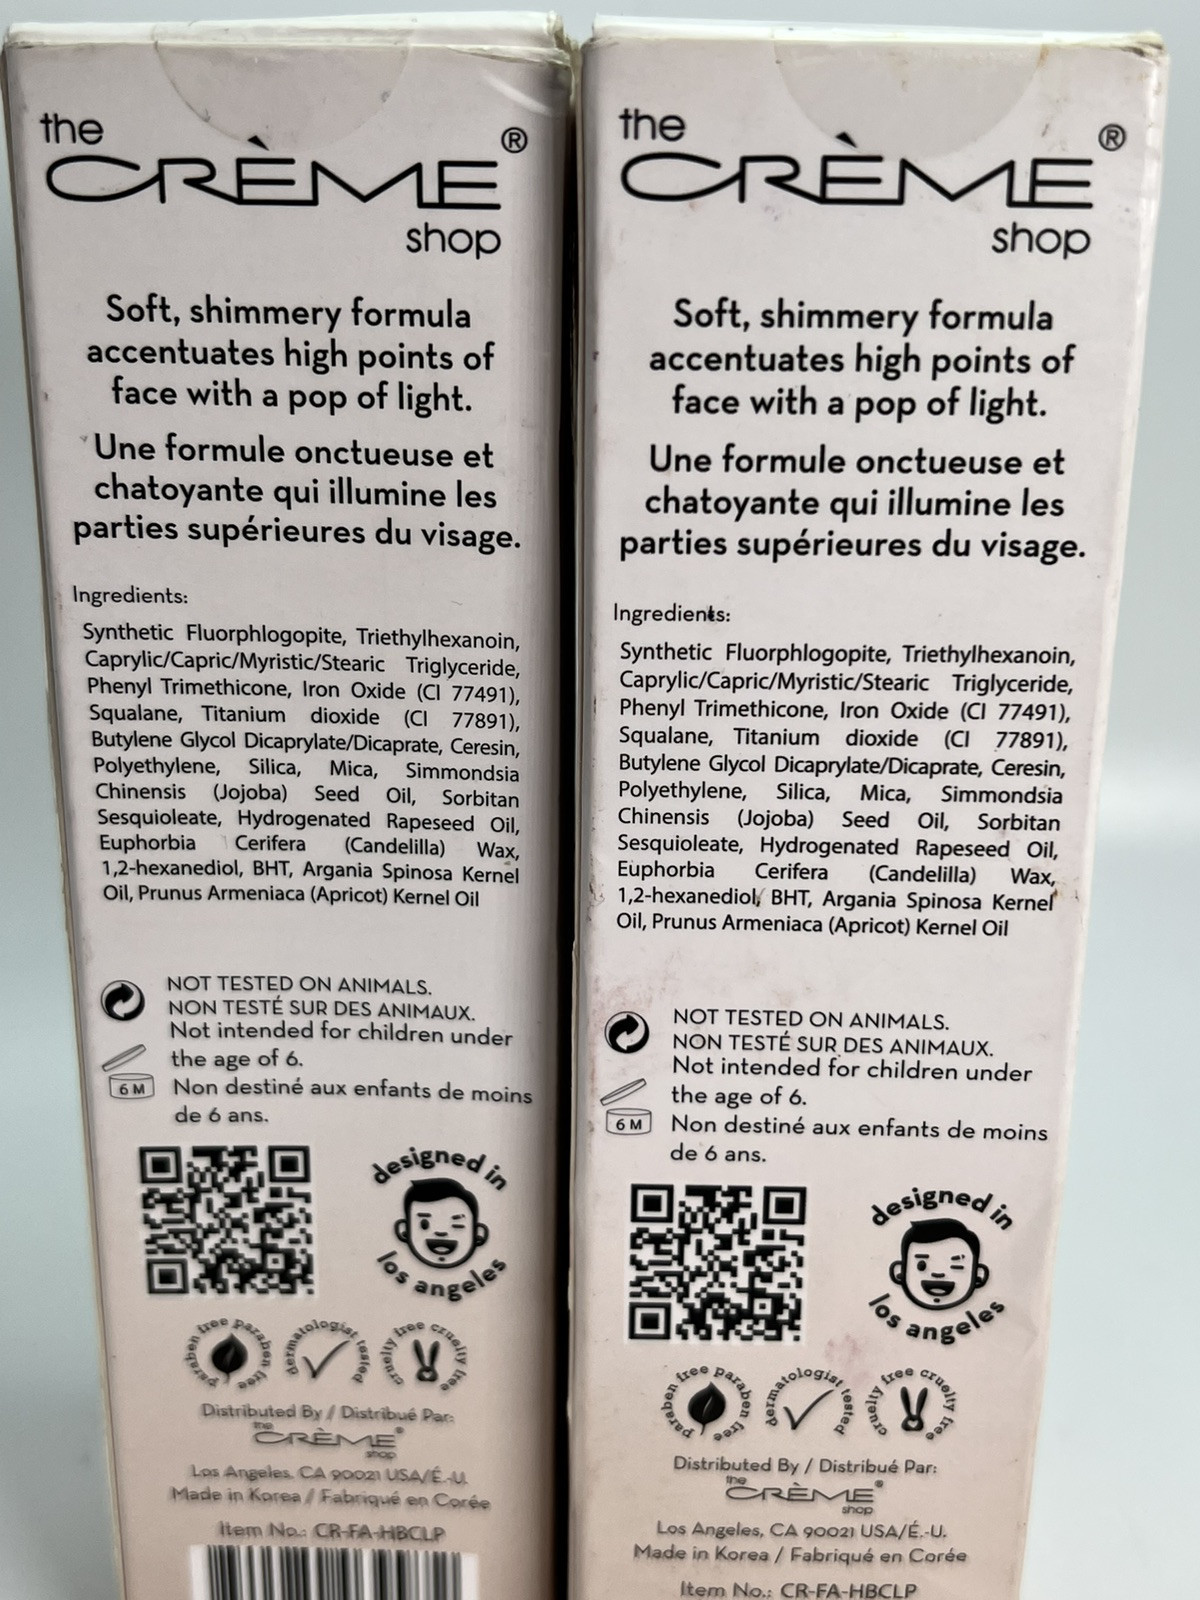 the
CRÈME®
shop
Soft, shimmery formula
accentuates high points of
face with a pop of light.
Une formule onctueuse et
chatoyante qui illumine les
parties supérieures du visage.
Ingredients:
Synthetic Fluorphlogopite, Triethylhexanoin,
Caprylic/Capric/Myristic/Stearic Triglyceride,
Phenyl Trimethicone, Iron Oxide (CI 77491),
Squalane, Titanium dioxide (CI 77891),
Butylene Glycol Dicaprylate/Dicaprate, Ceresin,
Polyethylene, Silica, Mica, Simmondsia
Chinensis (Jojoba) Seed Oil, Sorbitan
Sesquioleate, Hydrogenated Rapeseed Oil,
Euphorbia Cerifera (Candelilla) Wax,
1,2-hexanediol, BHT, Argania Spinosa Kernel
Oil, Prunus Armeniaca (Apricot) Kernel Oil
NOT TESTED ON ANIMALS.
NON TESTÉ SUR DES ANIMAUX.
Not intended for children under
the age of 6.
6 M
Non destiné aux enfants de moins
de 6 ans.
designed in
los angeles
paraben free paraben free
dermatologist tested
cruelty free cruelty free
Distributed By / Distribué Par:
the
CRÈME®
shop
Los Angeles, CA 90021 USA/É.-U.
Made in Korea / Fabriqué en Corée
Item No.: CR-FA-HBCLP
the
CRÈME®
shop
Soft, shimmery formula
accentuates high points of
face with a pop of light.
Une formule onctueuse et
chatoyante qui illumine les
parties supérieures du visage.
Ingredients:
Synthetic Fluorphlogopite, Triethylhexanoin,
Caprylic/Capric/Myristic/Stearic Triglyceride,
Phenyl Trimethicone, Iron Oxide (CI 77491),
Squalane, Titanium dioxide (CI 77891),
Butylene Glycol Dicaprylate/Dicaprate, Ceresin,
Polyethylene, Silica, Mica, Simmondsia
Chinensis (Jojoba) Seed Oil, Sorbitan
Sesquioleate, Hydrogenated Rapeseed Oil,
Euphorbia Cerifera (Candelilla) Wax,
1,2-hexanediol, BHT, Argania Spinosa Kernel
Oil, Prunus Armeniaca (Apricot) Kernel Oil
NOT TESTED ON ANIMALS.
NON TESTÉ SUR DES ANIMAUX.
Not intended for children under
the age of 6.
6 M
Non destiné aux enfants de moins
de 6 ans.
designed in
los angeles
paraben free paraben free
dermatologist tested
cruelty free cruelty free
Distributed By / Distribué Par:
the
CRÈME®
shop
Los Angeles, CA 90021 USA/É.-U.
Made in Korea / Fabriqué en Corée
Item No.: CR-FA-HBCLP